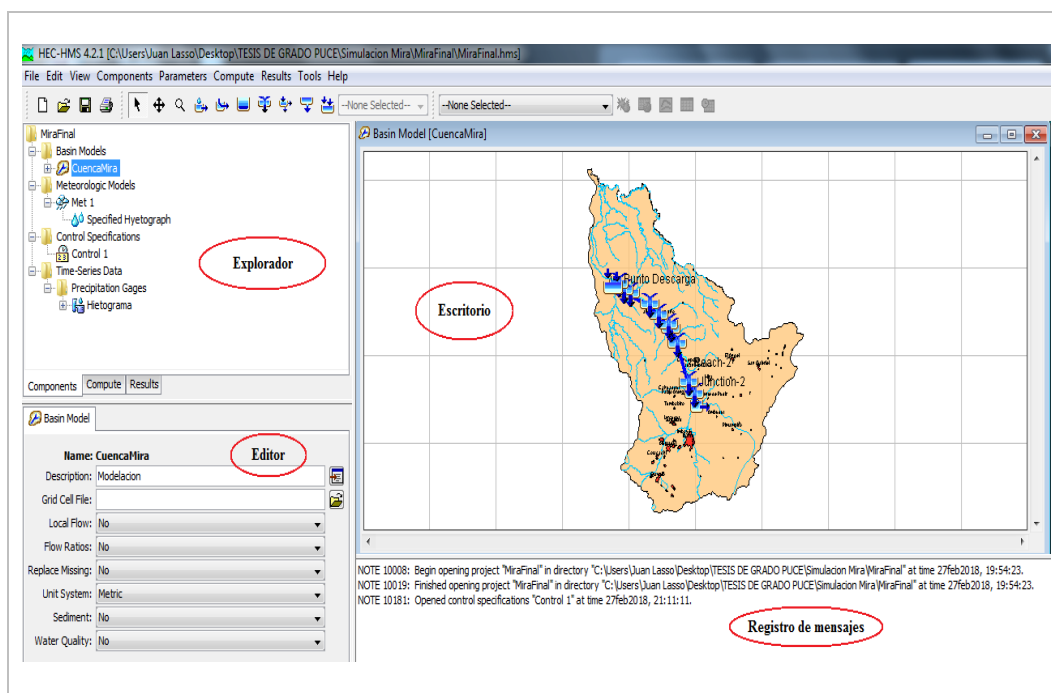 HEC-HMS 4.2.1 [C:\Users\Juan Lasso\Desktop\TESIS DE GRADO PUCE\Simulacion Mira\MiraFinal\MiraFinal.hms]
File Edit View Components Parameters Compute Results Tools Help
--None Selected-- --None Selected--
MiraFinal
Basin Models
CuencaMira
Meteorologic Models
Met 1
Specified Hyetograph
Control Specifications
Control 1
Time-Series Data
Precipitation Gages
Hietograma
Explorador
Components Compute Results
Basin Model [CuencaMira]
Punto Descarga
Escritorio
Reach-2
Junction-2
Basin Model
Name: CuencaMira
Editor
Description: Modelacion
Grid Cell File:
Local Flow: No
Flow Ratios: No
Replace Missing: No
Unit System: Metric
Sediment: No
Water Quality: No
NOTE 10008: Begin opening project "MiraFinal" in directory "C:\Users\Juan Lasso\Desktop\TESIS DE GRADO PUCE\Simulacion Mira\MiraFinal" at time 27feb2018, 19:54:23.
NOTE 10019: Finished opening project "MiraFinal" in directory "C:\Users\Juan Lasso\Desktop\TESIS DE GRADO PUCE\Simulacion Mira\MiraFinal" at time 27feb2018, 19:54:23.
NOTE 10181: Opened control specifications "Control 1" at time 27feb2018, 21:11:11.
Registro de mensajes